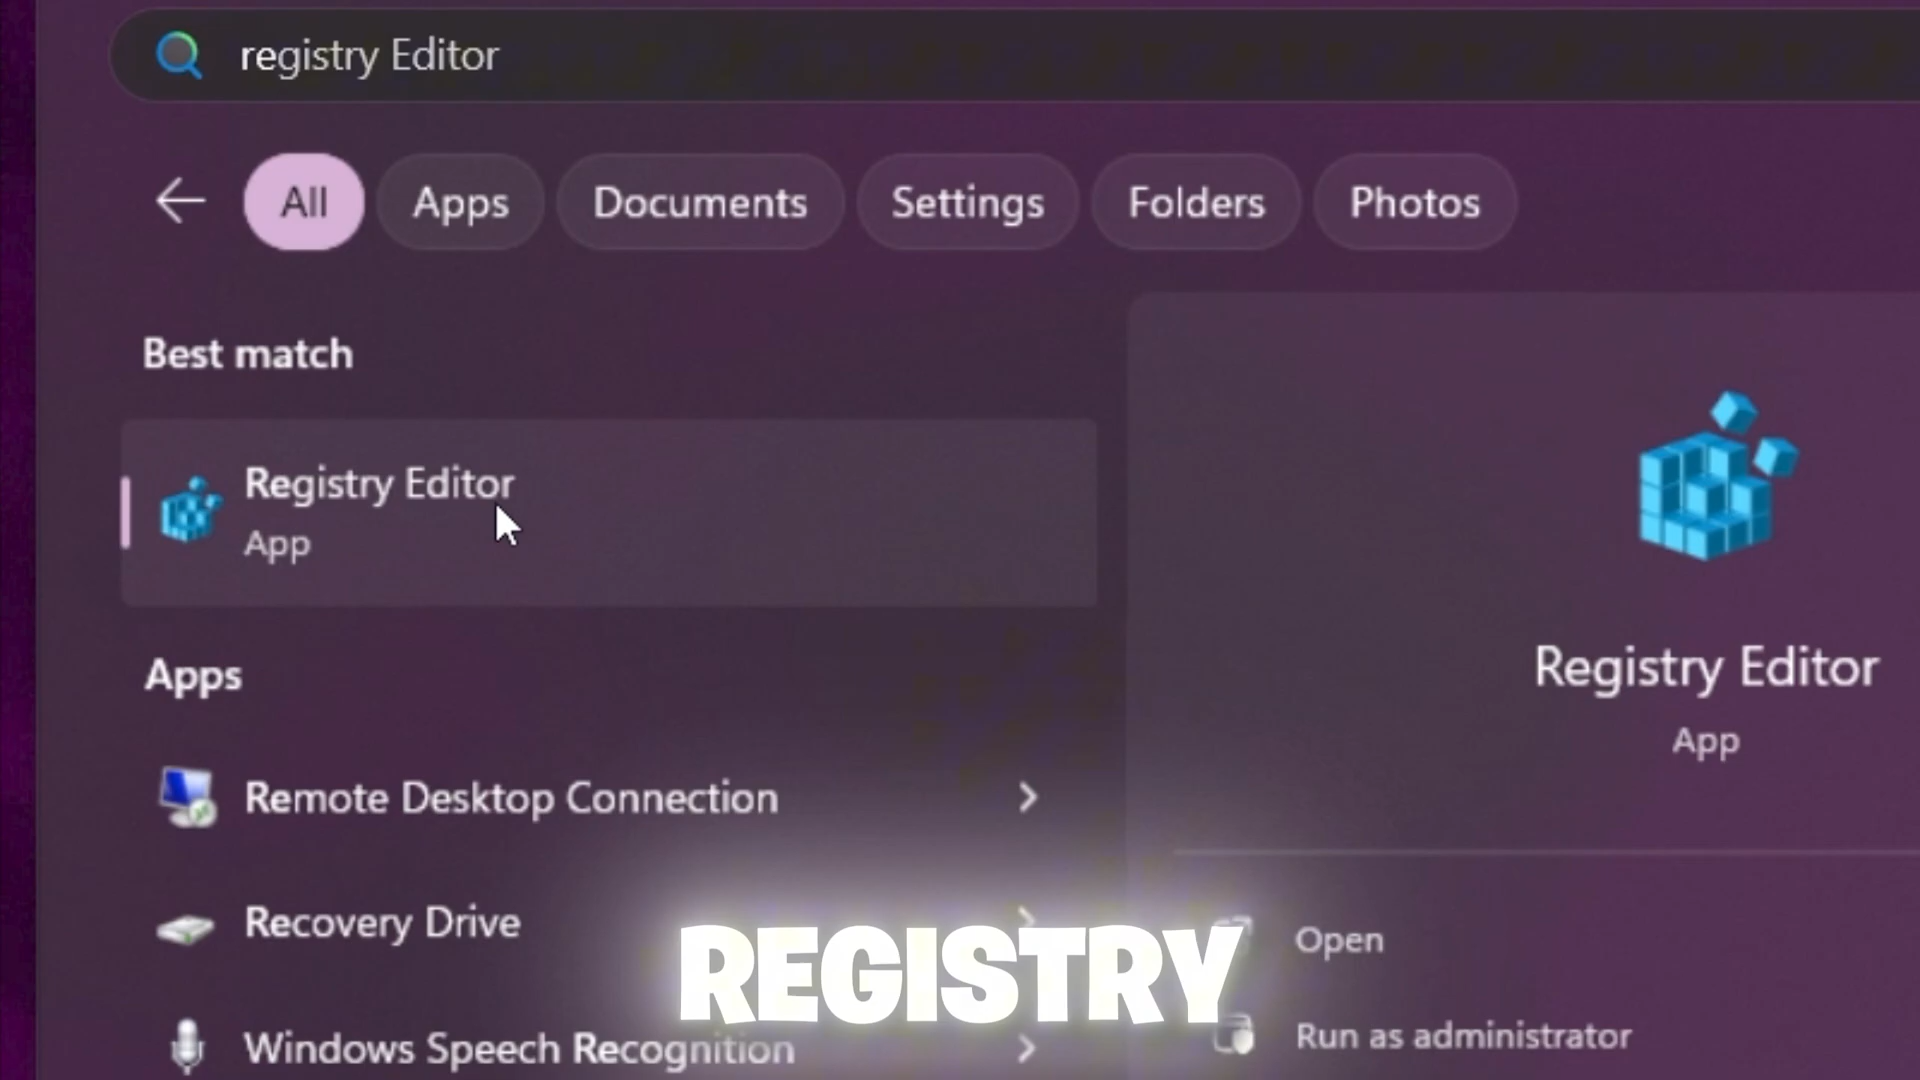 registry Editor
All
Apps
Documents
Settings
Folders
Photos
Best match
Registry Editor
App
Apps
Remote Desktop Connection
Recovery Drive
Windows Speech Recognition
Registry Editor
App
Open
Run as administrator
REGISTRY